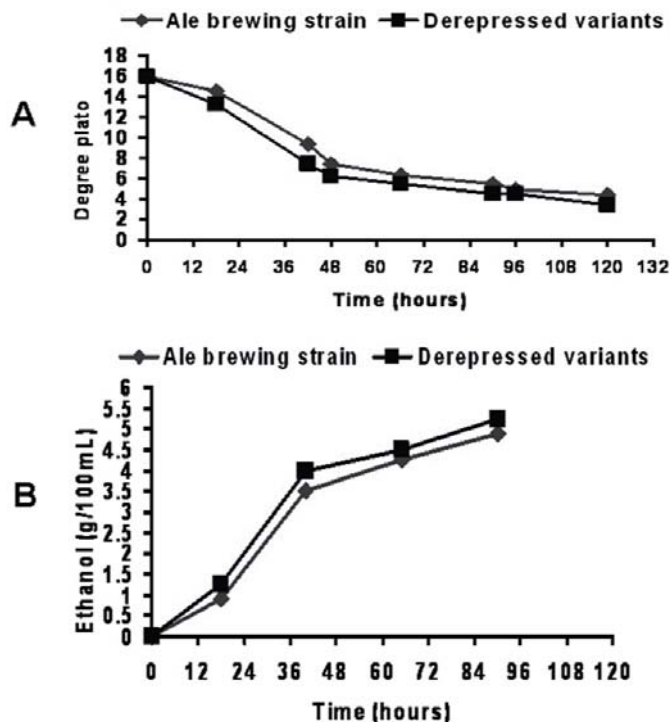 Ale brewing strain Derepressed variants
A
Degree plato
18
16
14
12
10
8
6
4
2
0
0 12 24 36 48 60 72 84 96 108 120 132
Time (hours)
Ale brewing strain Derepressed variants
B
Ethanol (g/100mL)
6
5.5
5
4.5
4
3.5
3
2.5
2
1.5
1
0.5
0
0 12 24 36 48 60 72 84 96 108 120
Time (hours)